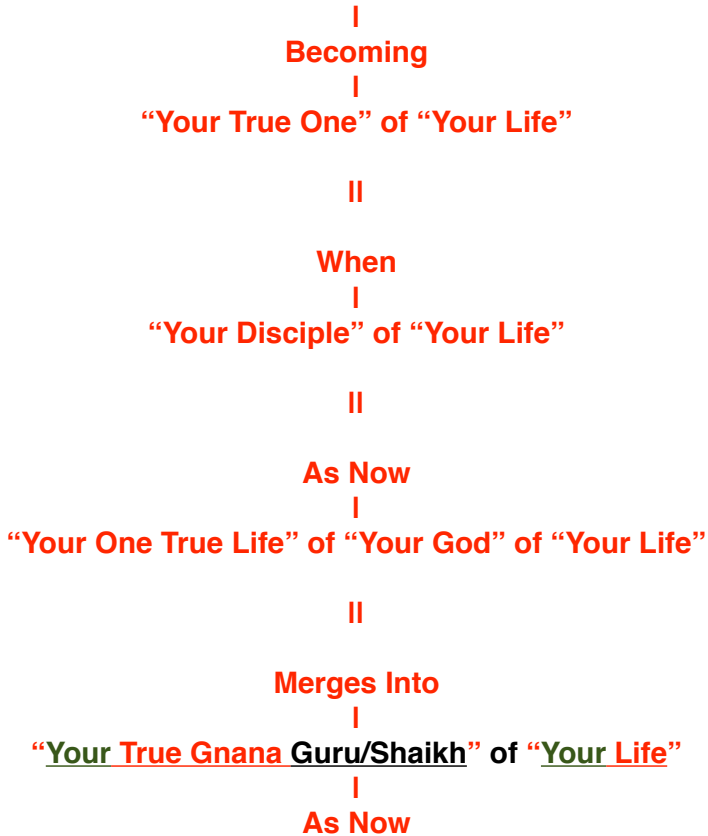 I
Becoming
I
“Your True One” of “Your Life”
II
When
I
“Your Disciple” of “Your Life”
II
As Now
I
“Your One True Life” of “Your God” of “Your Life”
II
Merges Into
I
“Your True Gnana Guru/Shaikh” of “Your Life”
I
As Now